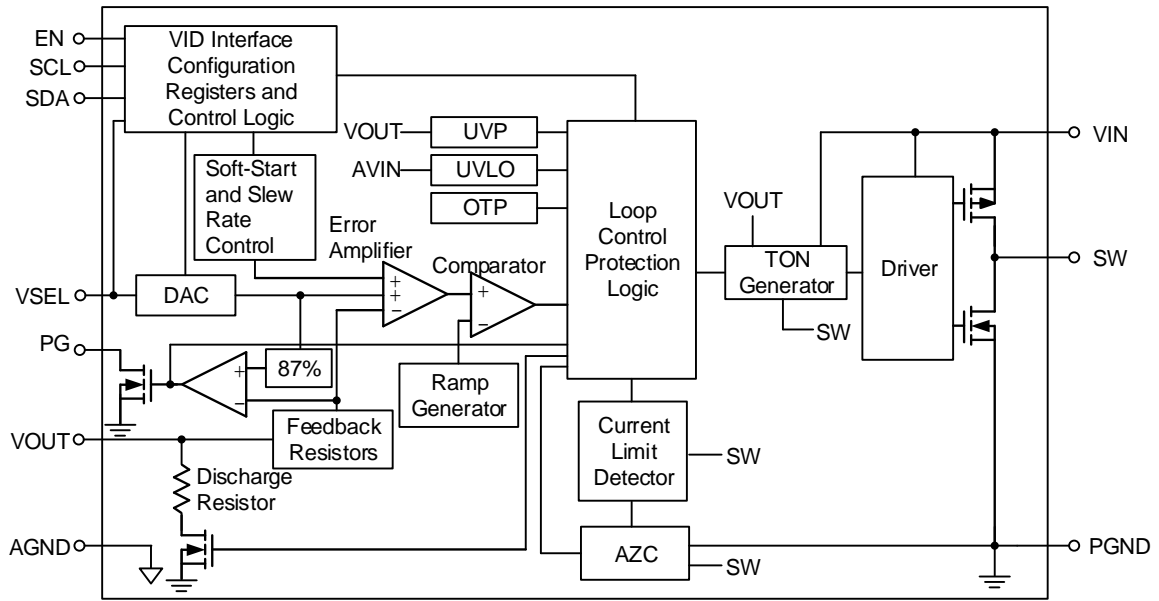 EN
SCL
SDA
VID Interface
Configuration
Registers and
Control Logic
VOUT
UVP
AVIN
UVLO
OTP
Soft-Start
and Slew
Rate
Control
Error
Amplifier
Comparator
Loop
Control
Protection
Logic
VOUT
TON
Generator
SW
Driver
VIN
SW
VSEL
DAC
+
+
−
+
−
PG
87%
+
−
Ramp
Generator
VOUT
Feedback
Resistors
Discharge
Resistor
Current
Limit
Detector
SW
AGND
AZC
SW
PGND